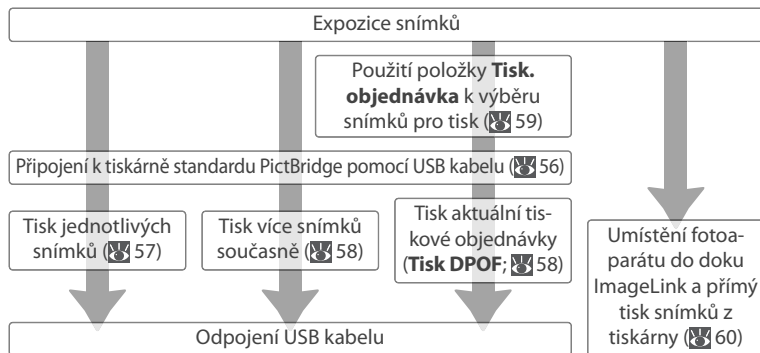 Expozice snímků
Použití položky Tisk.
objednávka k výběru
snímků pro tisk (59)
Připojení k tiskárně standardu PictBridge pomocí USB kabelu (56)
Tisk jednotlivých
snímků (57)
Tisk více snímků
současně (58)
Tisk aktuální tis-
kové objednávky
(Tisk DPOF; 58)
Umístění fotoa-
parátu do doku
ImageLink a přímý
tisk snímků z
tiskárny (60)
Odpojení USB kabelu